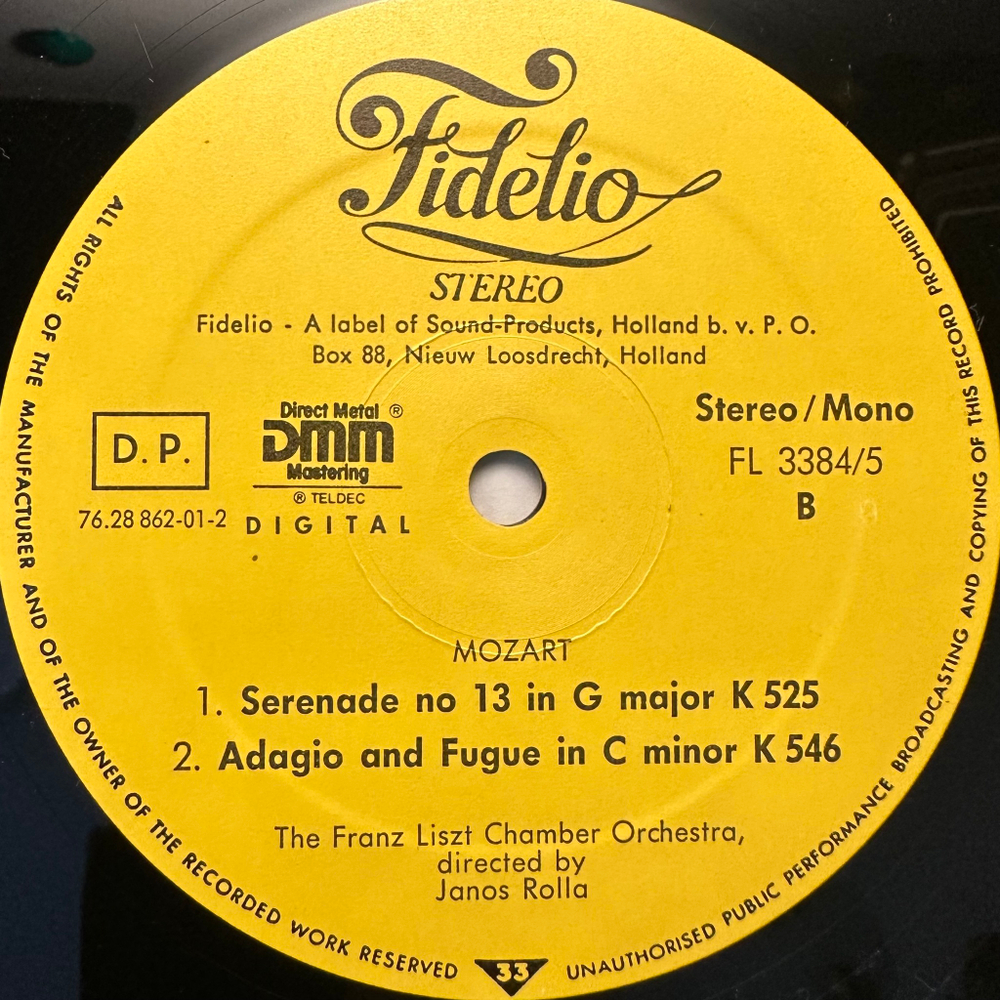 Fidelio
STEREO
Fidelio - A label of Sound-Products, Holland b. v. P. O.
Box 88, Nieuw Loosdrecht, Holland
D. P.
76.28 862-01-2
Direct Metal ®
DMM
Mastering
® TELDEC
DIGITAL
Stereo/Mono
FL 3384/5
B
MOZART
1. Serenade no 13 in G major K 525
2. Adagio and Fugue in C minor K 546
The Franz Liszt Chamber Orchestra,
directed by
Janos Rolla
ALL RIGHTS OF THE MANUFACTURER AND OF THE OWNER OF THE RECORDED WORK RESERVED
33
UNAUTHORISED PUBLIC PERFORMANCE BROADCASTING AND COPYING OF THIS RECORD PROHIBITED